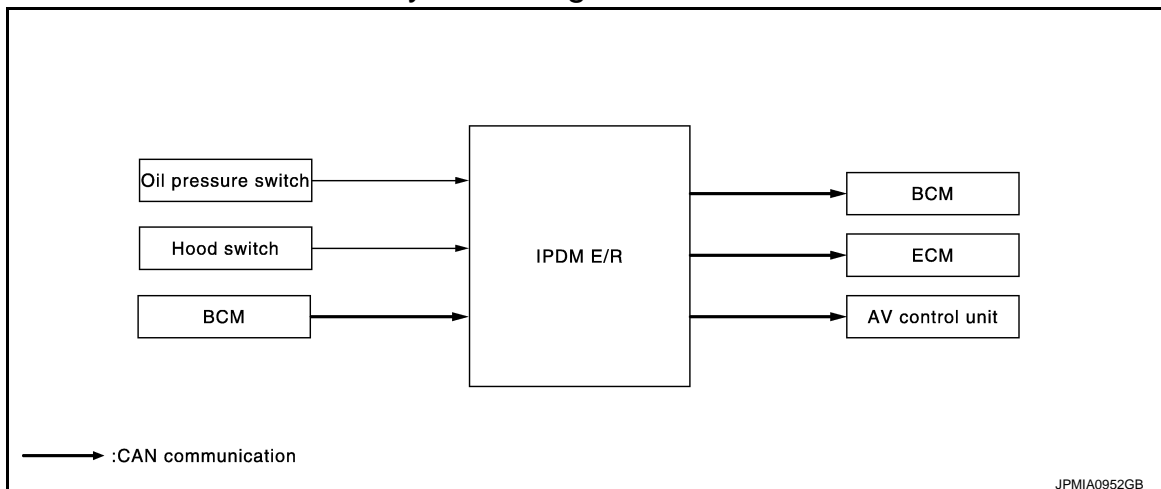 Oil pressure switch
Hood switch
BCM
IPDM E/R
BCM
ECM
AV control unit
:CAN communication
JPMIA0952GB